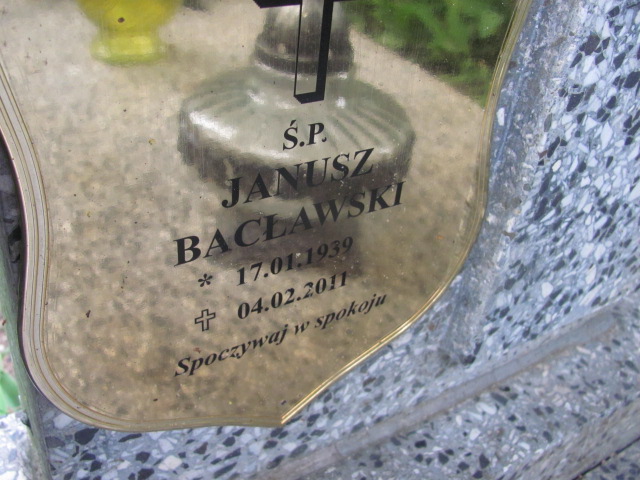 Ś.P.
JANUSZ
BACŁAWSKI
* 17.01.1939
✝ 04.02.2011
Spoczywaj w spokoju